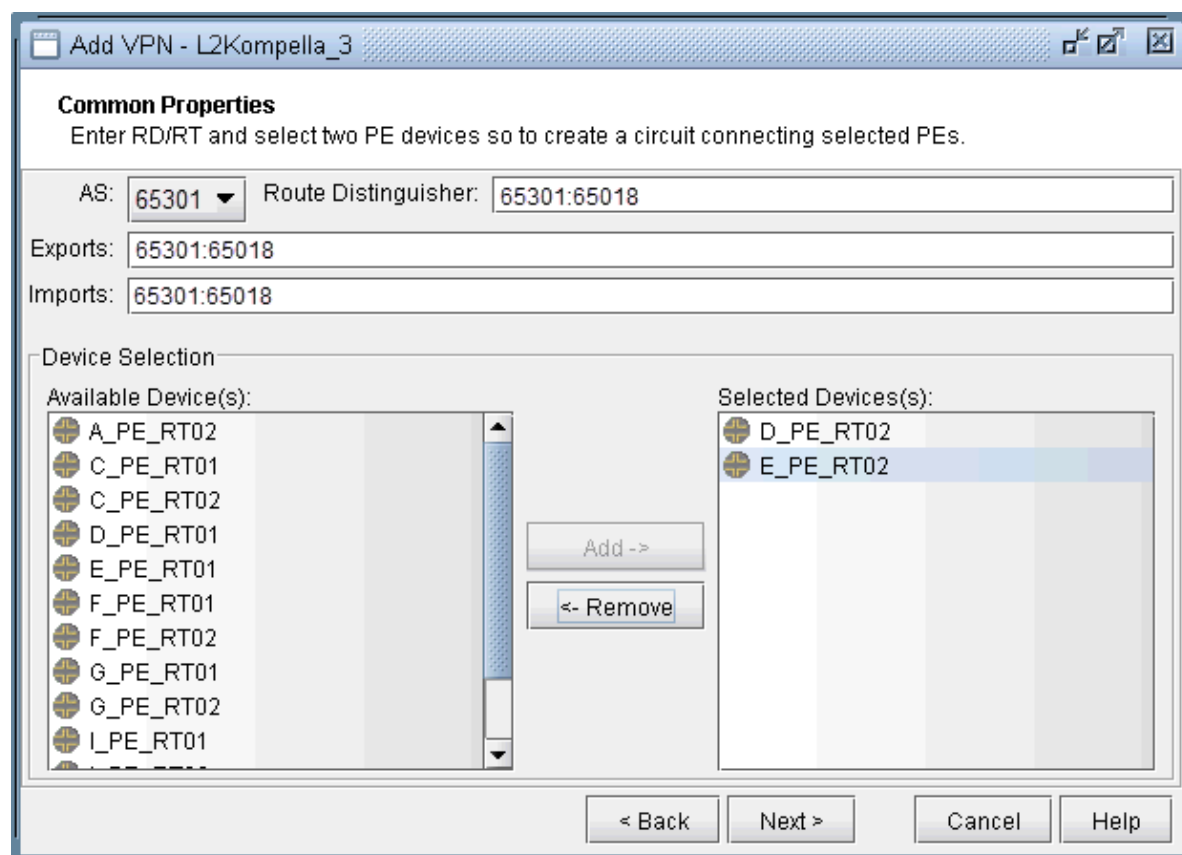 Add VPN - L2Kompella_3
Common Properties
Enter RD/RT and select two PE devices so to create a circuit connecting selected PEs.
AS: 65301 Route Distinguisher: 65301:65018
Exports: 65301:65018
Imports: 65301:65018
Device Selection
Available Device(s): Selected Devices(s):
A_PE_RT02 D_PE_RT02
C_PE_RT01 E_PE_RT02
C_PE_RT02
D_PE_RT01
E_PE_RT01
F_PE_RT01
F_PE_RT02
G_PE_RT01
G_PE_RT02
I_PE_RT01
Add ->
<- Remove
< Back Next > Cancel Help